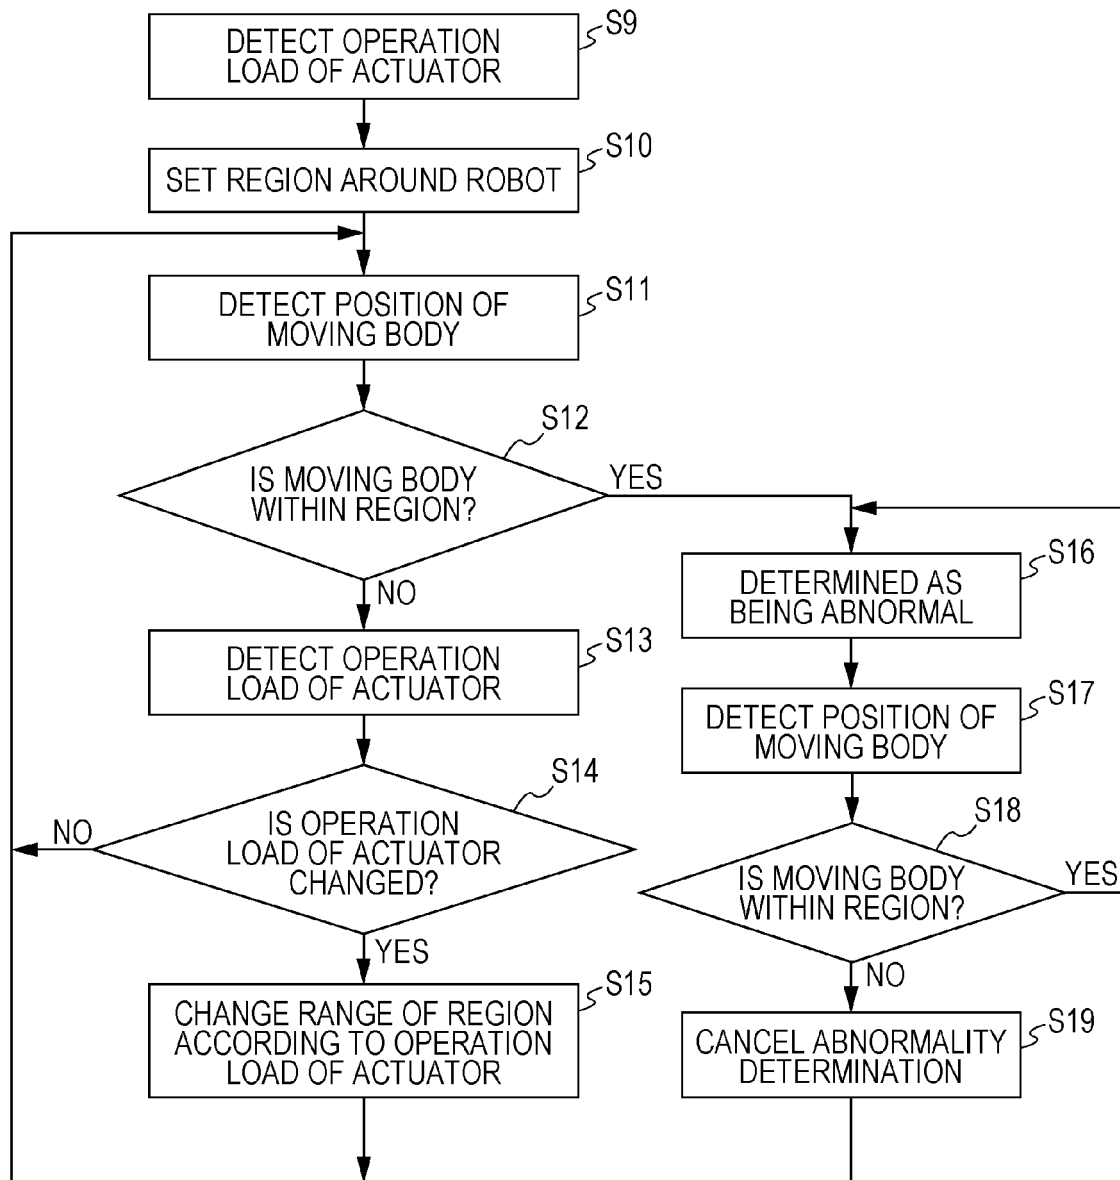 S9
DETECT OPERATION
LOAD OF ACTUATOR
S10
SET REGION AROUND ROBOT
S11
DETECT POSITION OF
MOVING BODY
S12
IS MOVING BODY
WITHIN REGION?
YES
NO
S13
DETECT OPERATION
LOAD OF ACTUATOR
S14
IS OPERATION
LOAD OF ACTUATOR
CHANGED?
NO
YES
S15
CHANGE RANGE OF REGION
ACCORDING TO OPERATION
LOAD OF ACTUATOR
S16
DETERMINED AS
BEING ABNORMAL
S17
DETECT POSITION OF
MOVING BODY
S18
IS MOVING BODY
WITHIN REGION?
YES
NO
S19
CANCEL ABNORMALITY
DETERMINATION